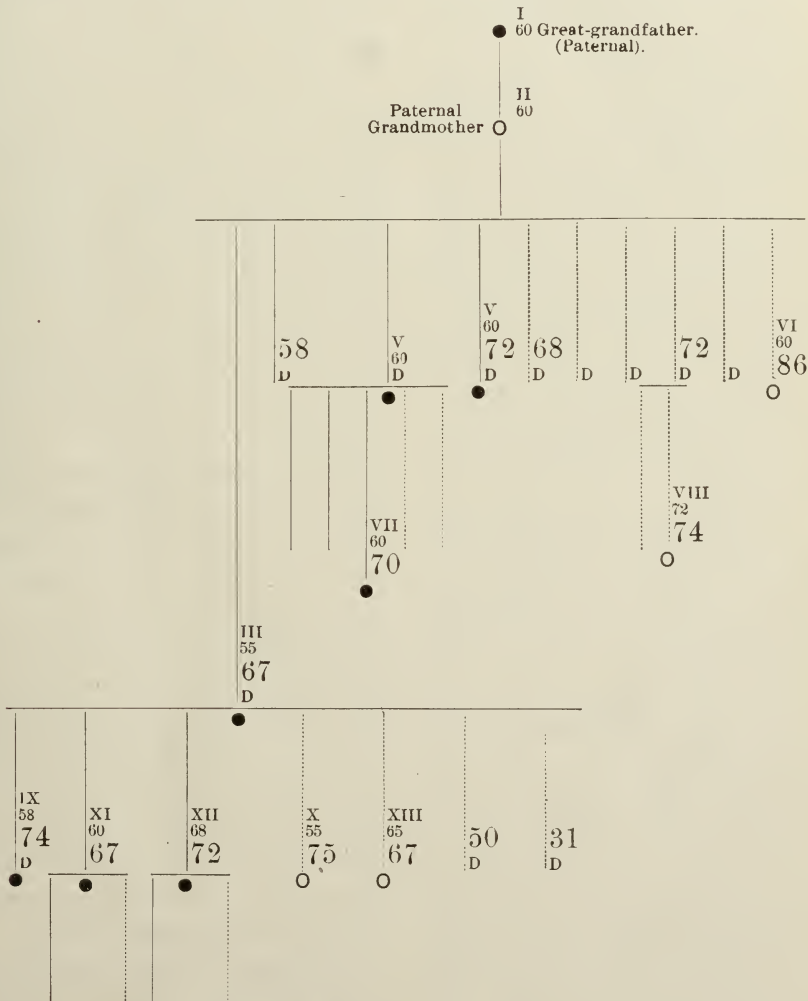 I
60 Great-grandfather.
(Paternal).
II
60
Paternal
Grandmother
58
D
V
60
D
V
60
72
D
68
D
D
D
72
D
D
VI
60
86
VII
60
70
VIII
72
74
III
55
67
D
IX
58
74
D
XI
60
67
XII
68
72
X
55
75
XIII
65
67
50
D
31
D